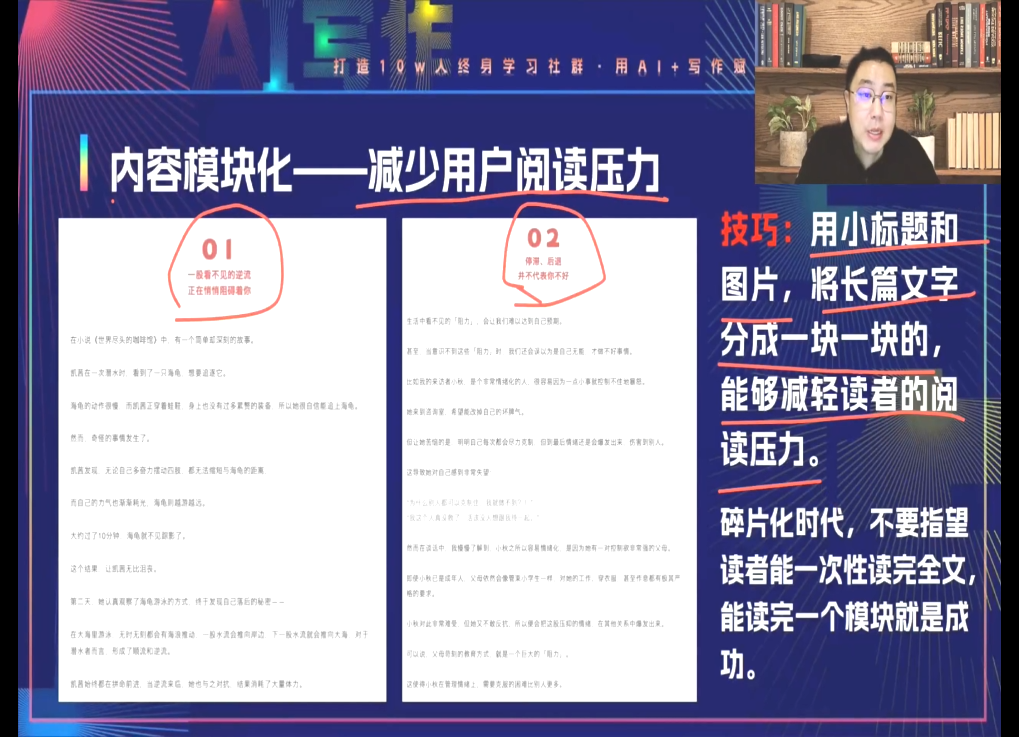 AI写作
打造10w人终身学习社群·用AI+写作赋
内容模块化——减少用户阅读压力
01
一股看不见的逆流
正在悄悄阻碍着你
在小说《世界尽头的咖啡馆》中，有一个简单却深刻的故事。
凯茜在一次潜水时，看到了一只海龟，想要追逐它。
海龟的动作很慢，而凯茜正穿着蛙鞋，身上也没有过多累赘的装备，所以她很自信能追上海龟。
然而，奇怪的事情发生了。
凯茜发现，无论自己多奋力摆动四肢，都无法缩短与海龟的距离，
而自己的力气也渐渐耗光，海龟则越游越远。
大约过了10分钟，海龟就不见踪影了。
这个结果，让凯茜无比沮丧。
第二天，她认真观察了海龟游泳的方式，终于发现自己落后的秘密——
在大海里游泳，无时无刻都会有海浪推动，一股水流会推向岸边，下一股水流就会推向大海，对于
潜水者而言，形成了顺流和逆流。
凯茜始终都在拼命前进，当逆流来临，她也与之对抗，结果消耗了大量体力。
02
停滞、后退
并不代表你不好
生活中看不见的「阻力」，会让我们难以达到自己预期。
甚至，当意识不到这些「阻力」时，我们还会误以为是自己无能，才做不好事情。
比如我的来访者小秋，是个非常情绪化的人，很容易因为一点小事就控制不住地暴怒。
她来到咨询室，希望能改掉自己的坏脾气。
但让她苦恼的是，明明自己每次都会尽力克制，但到最后情绪还是会爆发出来，伤害到别人。
这导致她对自己感到非常失望：
然而在谈话中，我慢慢了解到，小秋之所以容易情绪化，是因为她有一对控制欲非常强的父母。
即使小秋已是成年人，父母依然会像管束小学生一样，对她的工作、穿衣服，甚至作息都有极其严
格的要求。
小秋对此非常难受，但她又不敢反抗，所以便会把这股压抑的情绪，在其他关系中爆发出来。
可以说，父母苛刻的教育方式，就是一个巨大的「阻力」。
这使得小秋在管理情绪上，需要克服的困难比别人更多。
技巧：用小标题和
图片，将长篇文字
分成一块一块的，
能够减轻读者的阅
读压力。
碎片化时代，不要指望
读者能一次性读完全文，
能读完一个模块就是成
功。